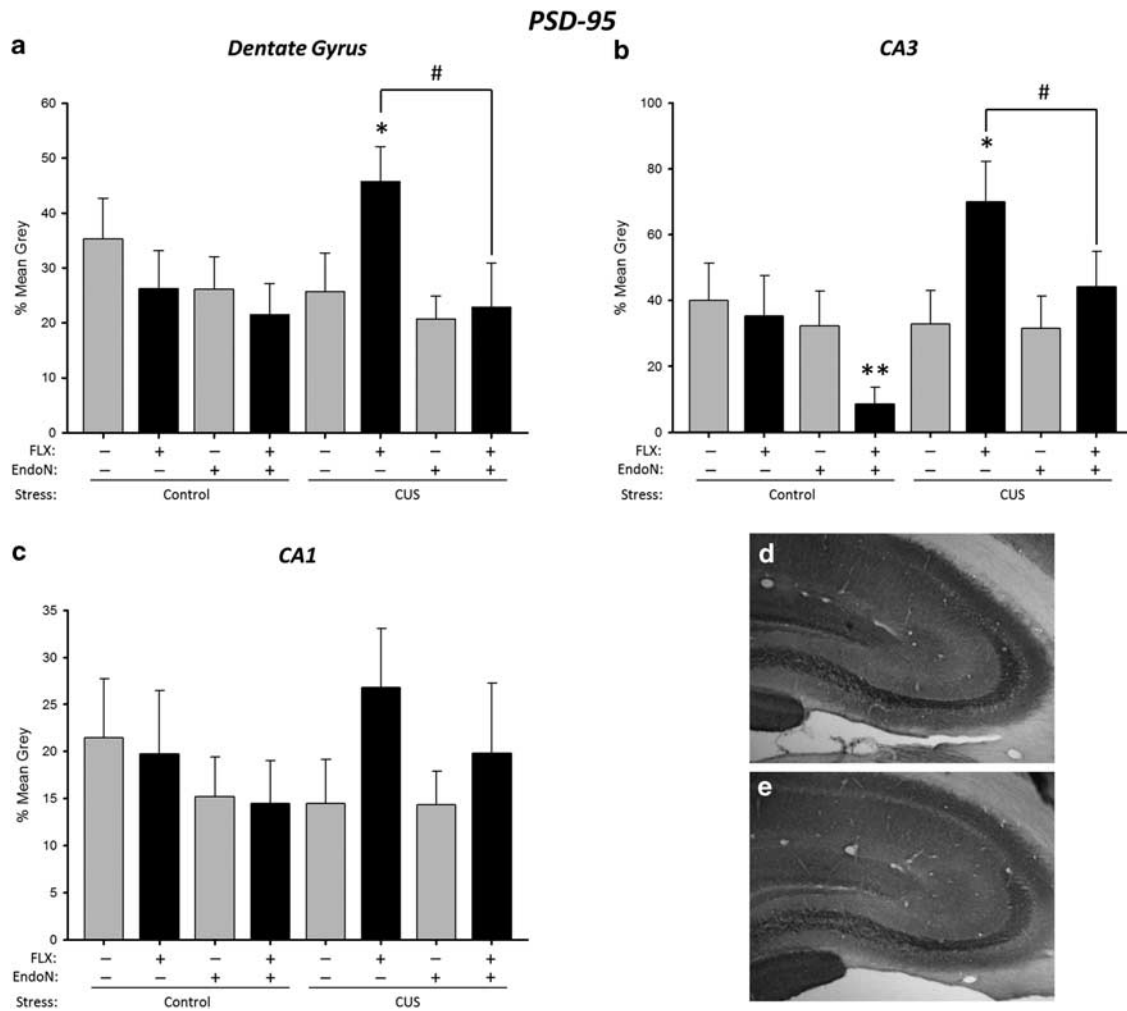 PSD-95
a
Dentate Gyrus
#
*
% Mean Grey
60
50
40
30
20
10
0
FLX: − + − + − + − +
EndoN: − − + + − − + +
Stress: Control CUS
b
CA3
#
*
**
% Mean Grey
100
80
60
40
20
0
FLX: − + − + − + − +
EndoN: − − + + − − + +
Stress: Control CUS
c
CA1
% Mean Grey
35
30
25
20
15
10
5
0
FLX: − + − + − + − +
EndoN: − − + + − − + +
Stress: Control CUS
d
e